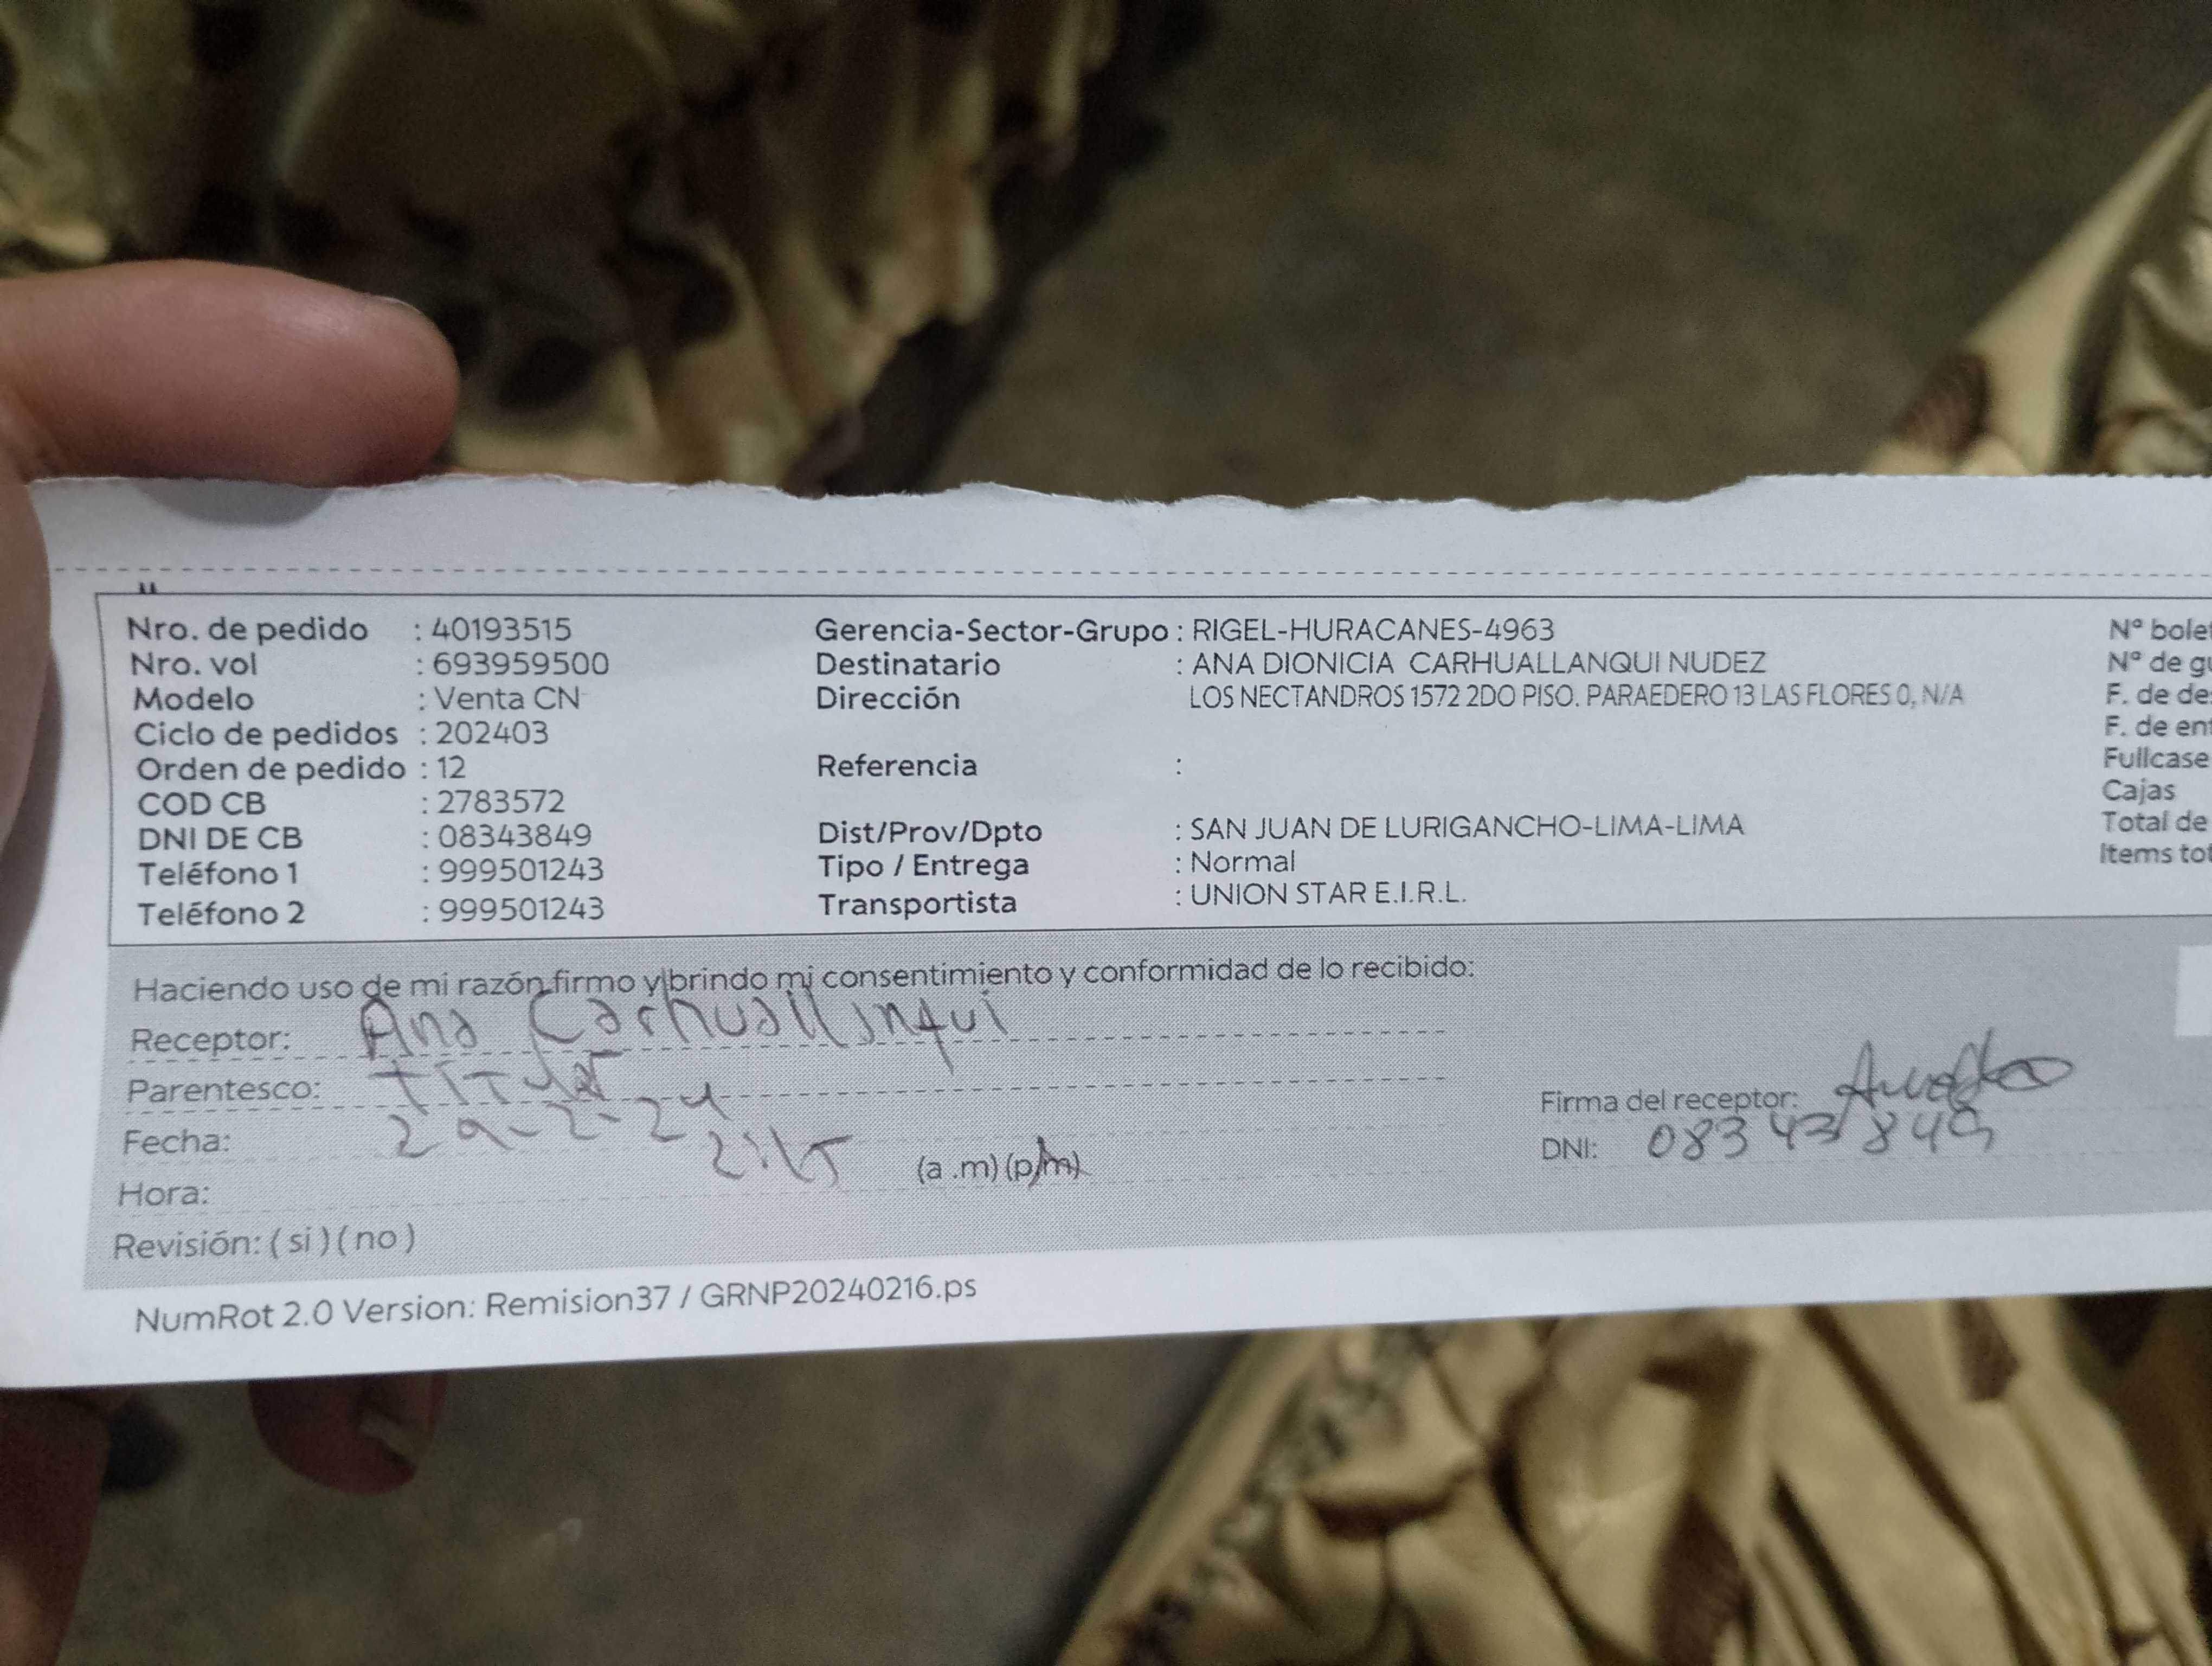 Nro. de pedido : 40193515
Nro. vol : 693959500
Modelo : Venta CN
Ciclo de pedidos : 202403
Orden de pedido : 12
COD CB : 2783572
DNI DE CB : 08343849
Teléfono 1 : 999501243
Teléfono 2 : 999501243
Gerencia-Sector-Grupo : RIGEL-HURACANES-4963
Destinatario : ANA DIONICIA CARHUALLANQUI NUDEZ
Dirección LOS NECTANDROS 1572 2DO PISO. PARAEDERO 13 LAS FLORES 0, N/A
Referencia :
Dist/Prov/Dpto : SAN JUAN DE LURIGANCHO-LIMA-LIMA
Tipo / Entrega : Normal
Transportista : UNION STAR E.I.R.L.
Nº bole
Nº de gu
F. de de
F. de ent
Fullcase
Cajas
Total de
Items tot
Haciendo uso de mi razón firmo y brindo mi consentimiento y conformidad de lo recibido:
Receptor: Ana Carhuallanqui
Parentesco: Titular
Fecha: 29-2-24
Hora: (a .m) (p.m)
Revisión: ( si ) ( no )
Firma del receptor:
DNI: 08343849
NumRot 2.0 Version: Remision37 / GRNP20240216.ps